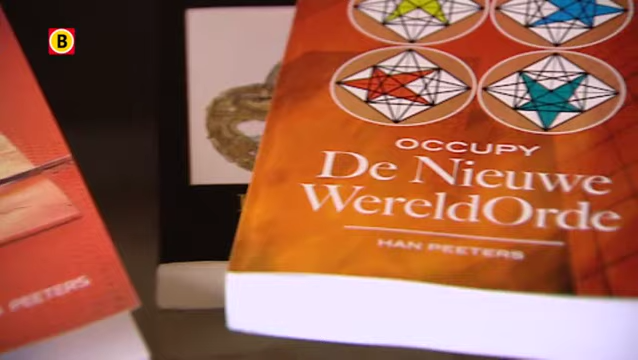 B
OCCUPY
De Nieuwe
WereldOrde
HAN PEETERS
PEETERS